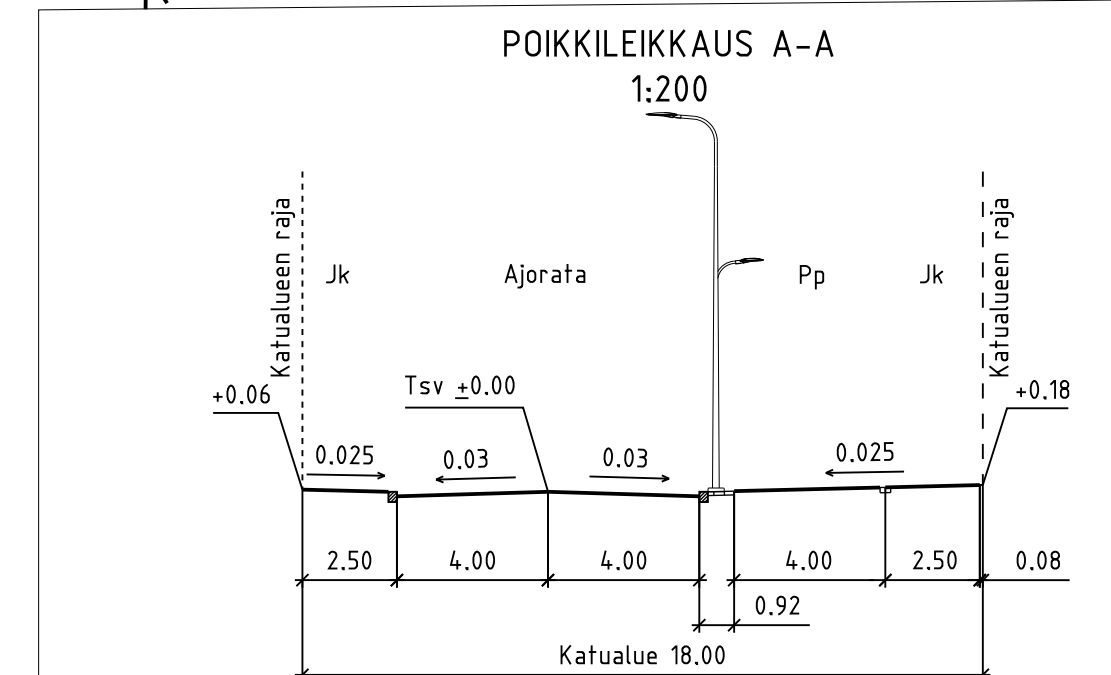 POIKKILEIKKAUS A-A
1:200
Katualueen raja
Jk
Ajorata
Pp
Jk
Katualueen raja
+0.06
Tsv ±0.00
+0.18
0.025
0.03
0.03
0.025
2.50
4.00
4.00
4.00
2.50
0.08
0.92
Katualue 18.00